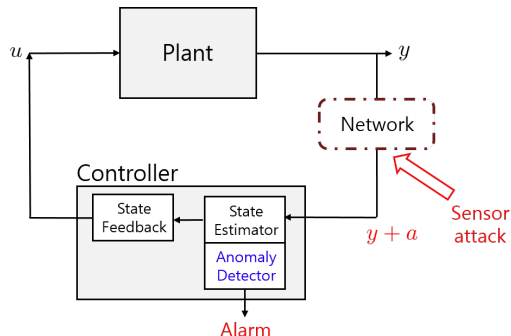 u
Plant
y
Network
Controller
State
Feedback
State
Estimator
Anomaly
Detector
y + a
Sensor
attack
Alarm